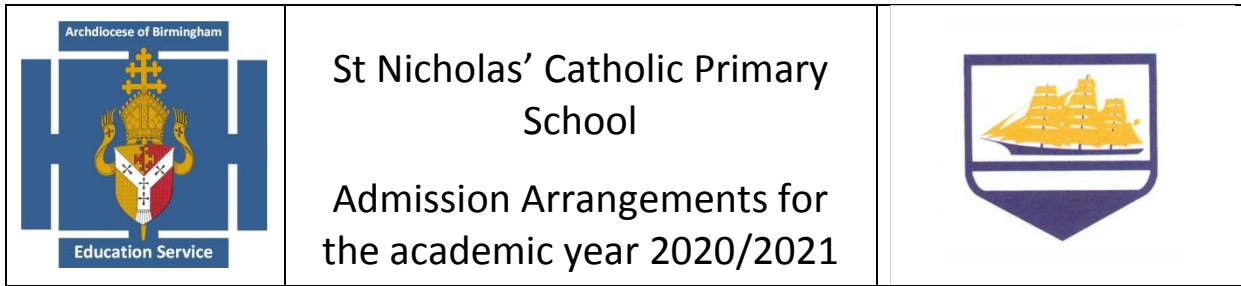 Archdiocese of Birmingham
Education Service
St Nicholas’ Catholic Primary
School
Admission Arrangements for
the academic year 2020/2021